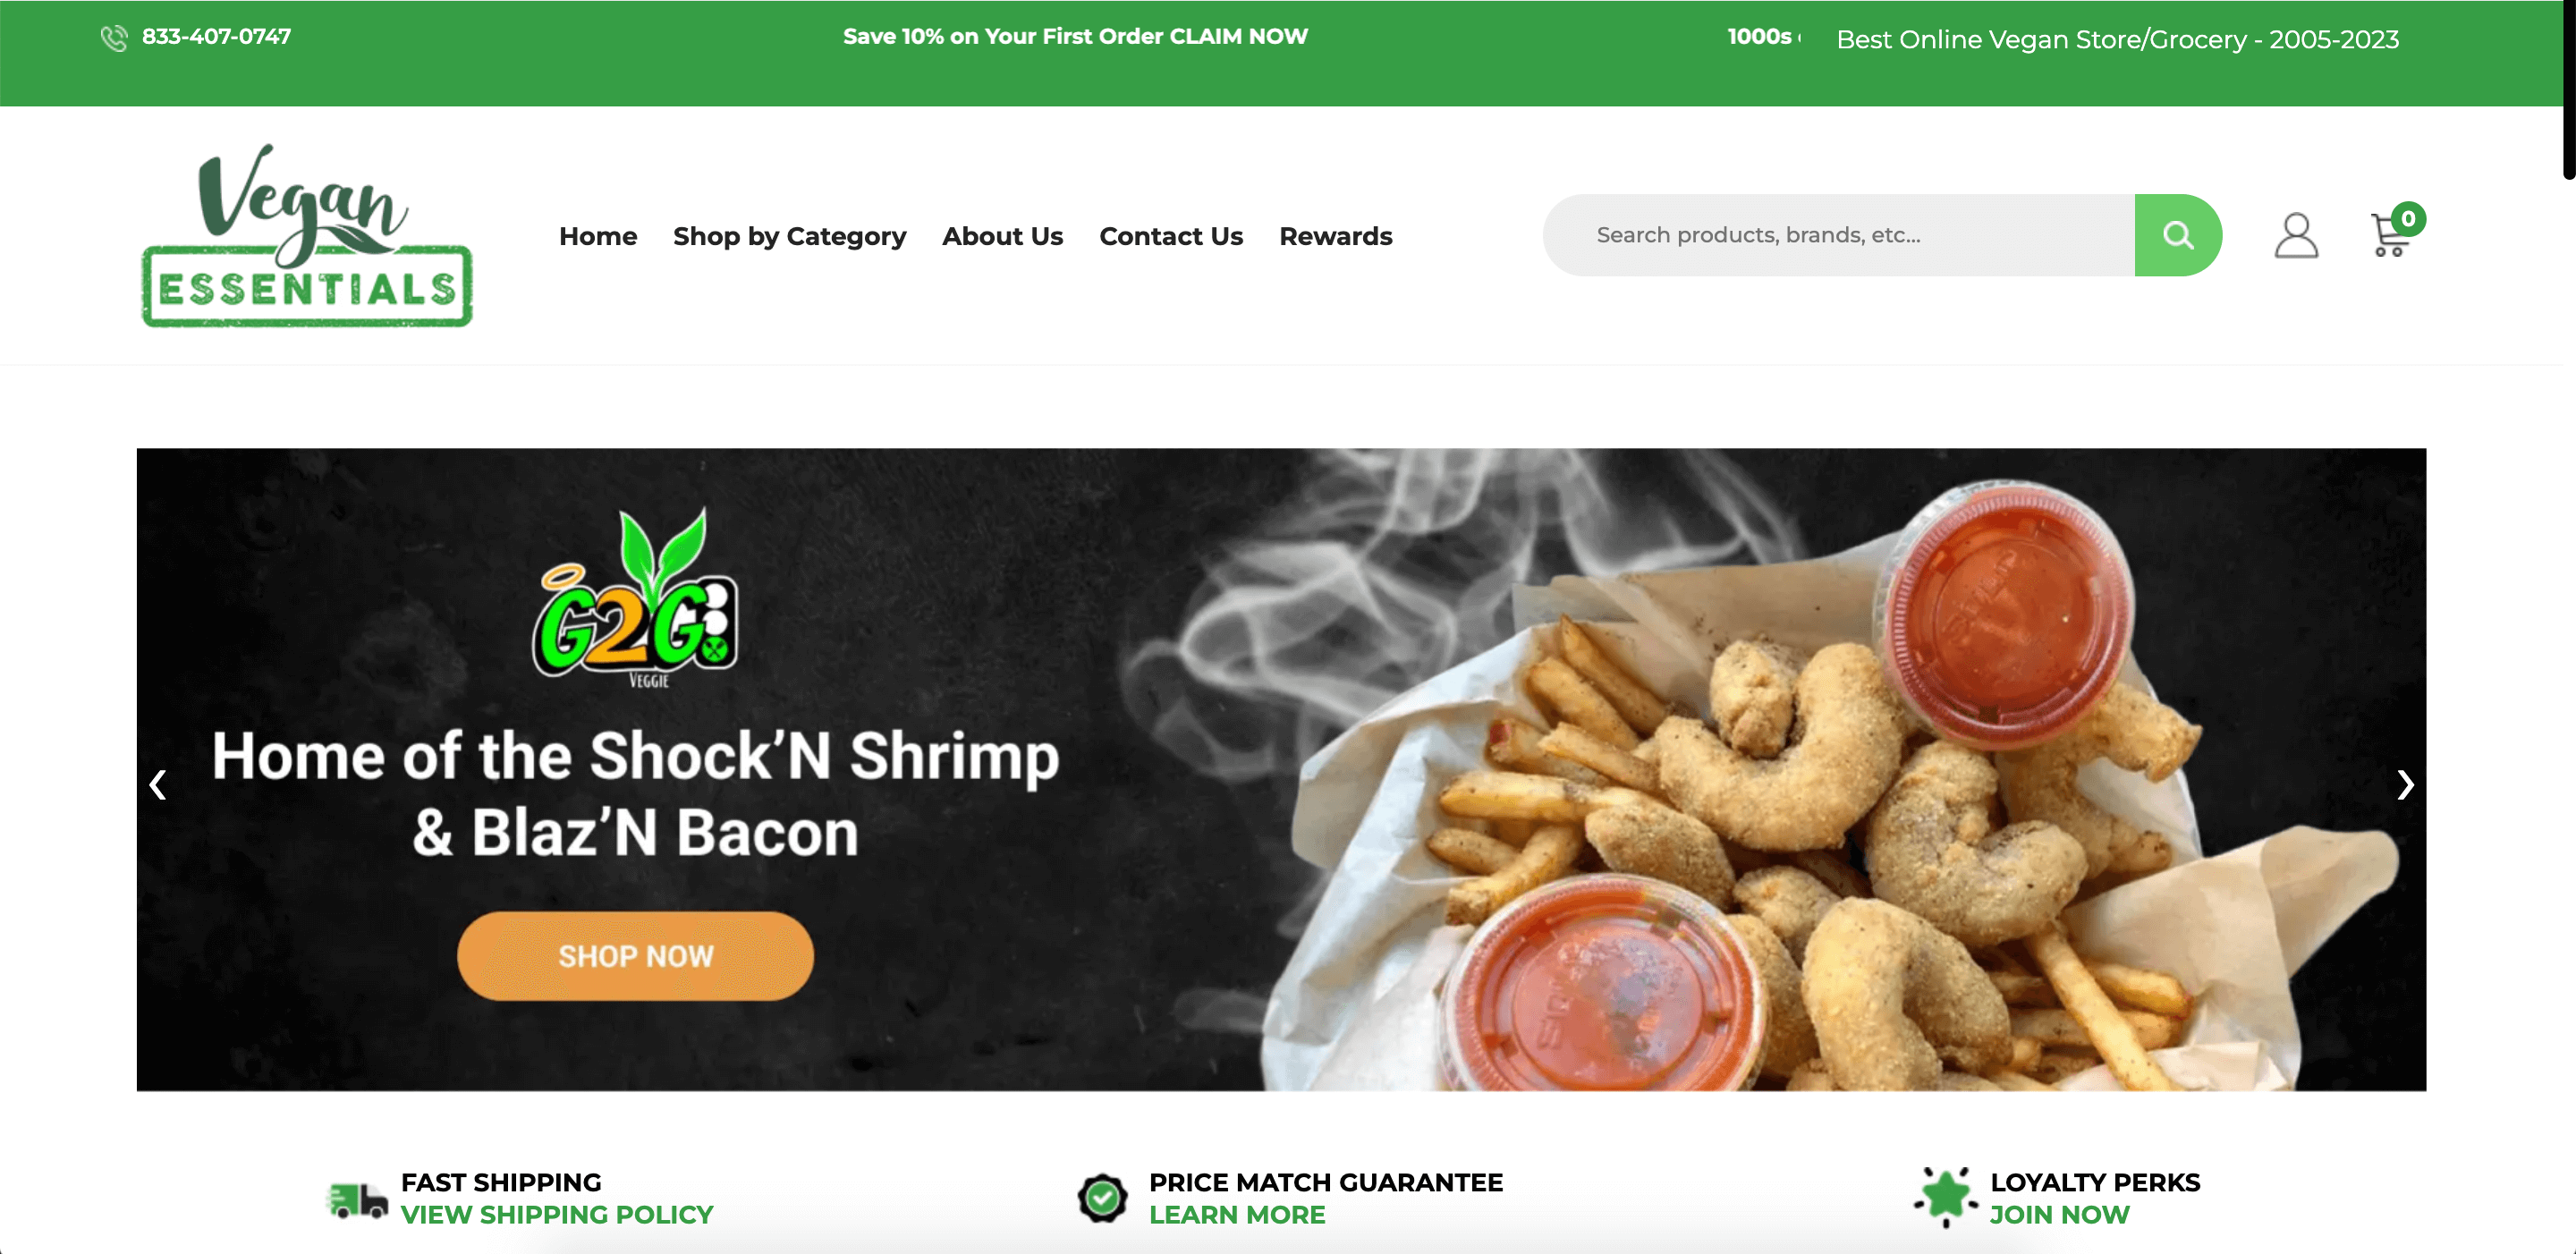 833-407-0747
Save 10% on Your First Order CLAIM NOW
1000s
Best Online Vegan Store/Grocery - 2005-2023
Vegan
ESSENTIALS
Home
Shop by Category
About Us
Contact Us
Rewards
Search products, brands, etc...
0
G2G!
VEGGIE
Home of the Shock'N Shrimp
& Blaz'N Bacon
SHOP NOW
FAST SHIPPING
VIEW SHIPPING POLICY
PRICE MATCH GUARANTEE
LEARN MORE
LOYALTY PERKS
JOIN NOW